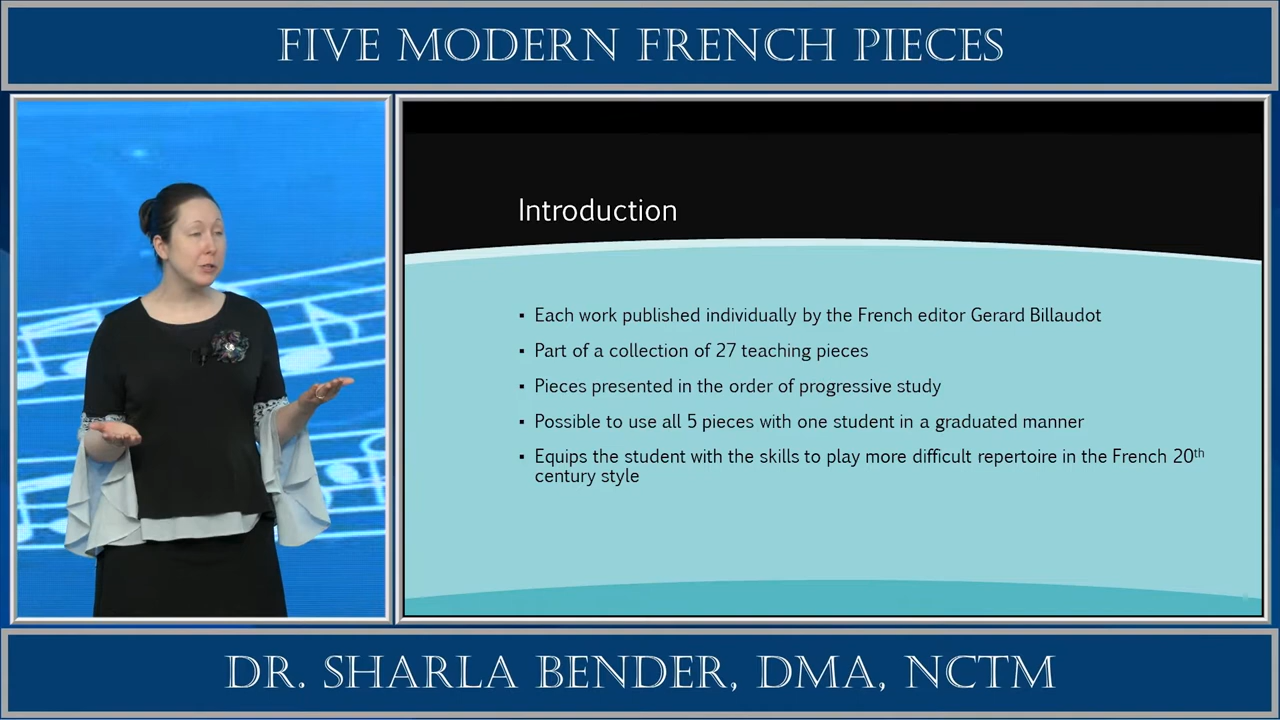 FIVE MODERN FRENCH PIECES
Introduction
▪ Each work published individually by the French editor Gerard Billaudot
▪ Part of a collection of 27 teaching pieces
▪ Pieces presented in the order of progressive study
▪ Possible to use all 5 pieces with one student in a graduated manner
▪ Equips the student with the skills to play more difficult repertoire in the French 20th
century style
DR. SHARLA BENDER, DMA, NCTM